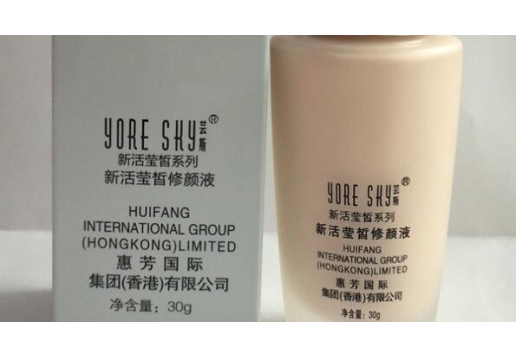 YORE SKY芸斯®
新活莹皙系列
新活莹皙修颜液
HUIFANG
INTERNATIONAL GROUP
(HONGKONG)LIMITED
惠芳国际
集团(香港)有限公司
净含量：30g
YORE SKY芸斯®
新活莹皙系列
新活莹皙修颜液
HUIFANG
INTERNATIONAL GROUP
(HONGKONG)LIMITED
惠芳国际
集团(香港)有限公司
净含量：30g